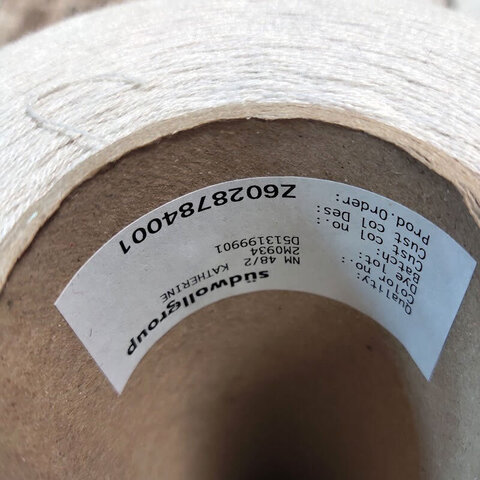 südwollgroup
Quality: NM 48/2 KATHERINE
Color no.: 2M0934
Dye lot: D513199901
Batch:
Cust col no.:
Cust col Des:
Prod.Order: Z6028784001